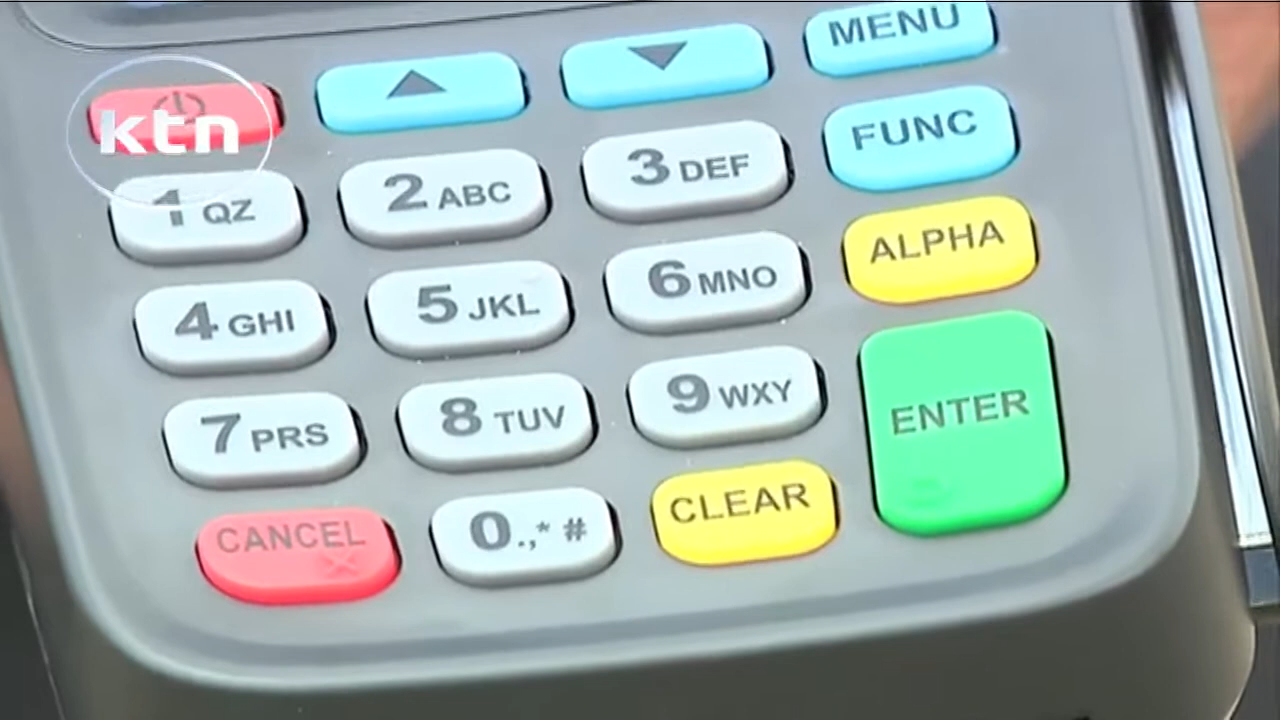 MENU
ktn
FUNC
1 QZ
2 ABC
3 DEF
ALPHA
4 GHI
5 JKL
6 MNO
ENTER
7 PRS
8 TUV
9 WXY
CANCEL
0 .,* #
CLEAR